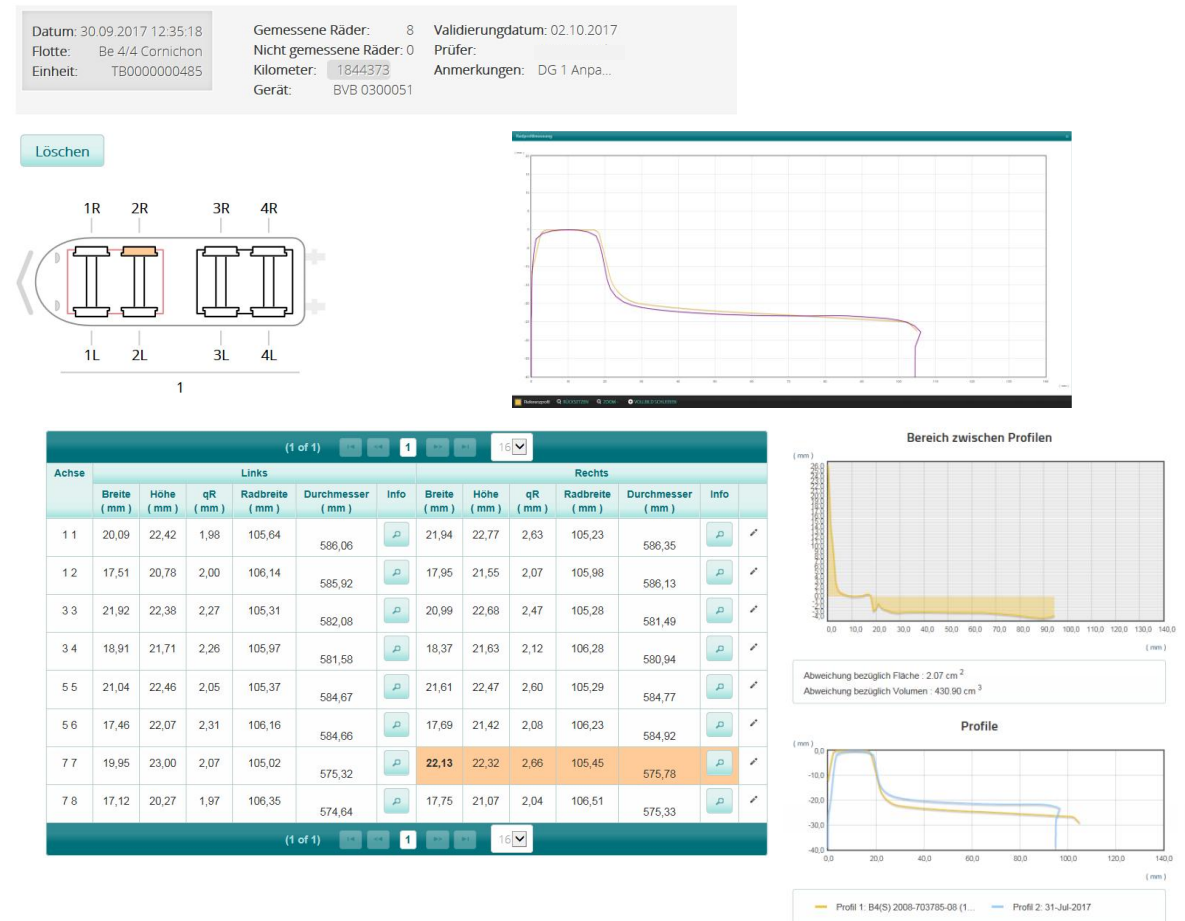 Datum: 30.09.2017 12:35:18
Flotte: Be 4/4 Cornichon
Einheit: TB0000000485
Gemessene Räder: 8
Nicht gemessene Räder: 0
Kilometer: 1844373
Gerät: BVB 0300051
Validierungdatum: 02.10.2017
Prüfer:
Anmerkungen: DG 1 Anpa...
Löschen
1R 2R 3R 4R
1L 2L 3L 4L
1
(1 of 1) 1 16
Achse Links Rechts
Breite (mm) Höhe (mm) qR (mm) Radbreite (mm) Durchmesser (mm) Info Breite (mm) Höhe (mm) qR (mm) Radbreite (mm) Durchmesser (mm) Info
1 1 20,09 22,42 1,98 105,64 586,06 21,94 22,77 2,63 105,23 586,35
1 2 17,51 20,78 2,00 106,14 585,92 17,95 21,55 2,07 105,98 586,13
3 3 21,92 22,38 2,27 105,31 582,08 20,99 22,68 2,47 105,28 581,49
3 4 18,91 21,71 2,26 105,97 581,58 18,37 21,63 2,12 106,28 580,94
5 5 21,04 22,46 2,05 105,37 584,67 21,61 22,47 2,60 105,29 584,77
5 6 17,46 22,07 2,31 106,16 584,66 17,69 21,42 2,08 106,23 584,92
7 7 19,95 23,00 2,07 105,02 575,32 22,13 22,32 2,66 105,45 575,78
7 8 17,12 20,27 1,97 106,35 574,64 17,75 21,07 2,04 106,51 575,33
(1 of 1) 1 16
Bereich zwischen Profilen
(mm)
0,0 10,0 20,0 30,0 40,0 50,0 60,0 70,0 80,0 90,0 100,0 110,0 120,0 130,0 140,0
(mm)
Abweichung bezüglich Fläche : 2.07 cm 2
Abweichung bezüglich Volumen : 430.90 cm 3
Profile
(mm)
0,0
-10,0
-20,0
-30,0
-40,0
0,0 20,0 40,0 60,0 80,0 100,0 120,0 140,0
(mm)
Profil 1: B4(S) 2008-703785-08 (1... Profil 2: 31-Jul-2017